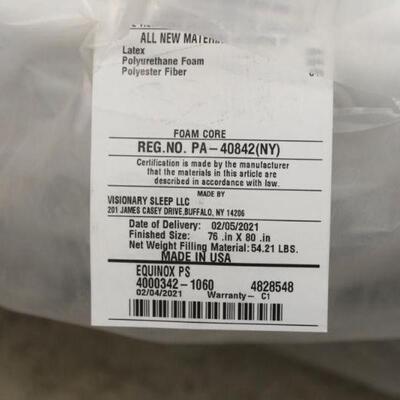 ALL NEW MATERIAL
Latex
Polyurethane Foam
Polyester Fiber
FOAM CORE
REG.NO. PA-40842(NY)
Certification is made by the manufacturer
that the materials in this article are
described in accordance with law.
MADE BY
VISIONARY SLEEP LLC
201 JAMES CASEY DRIVE,BUFFALO, NY 14206
Date of Delivery: 02/05/2021
Finished Size: 76 .in X 80 .in
Net Weight Filling Material:54.21 LBS.
MADE IN USA
EQUINOX PS
4000342-1060 4828548
02/04/2021 Warranty- C1